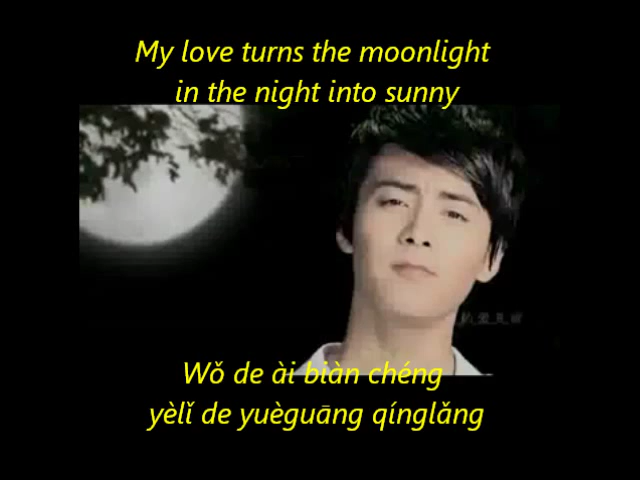 My love turns the moonlight
in the night into sunny
Wǒ de ài biàn chéng
yèlǐ de yuèguāng qínglǎng